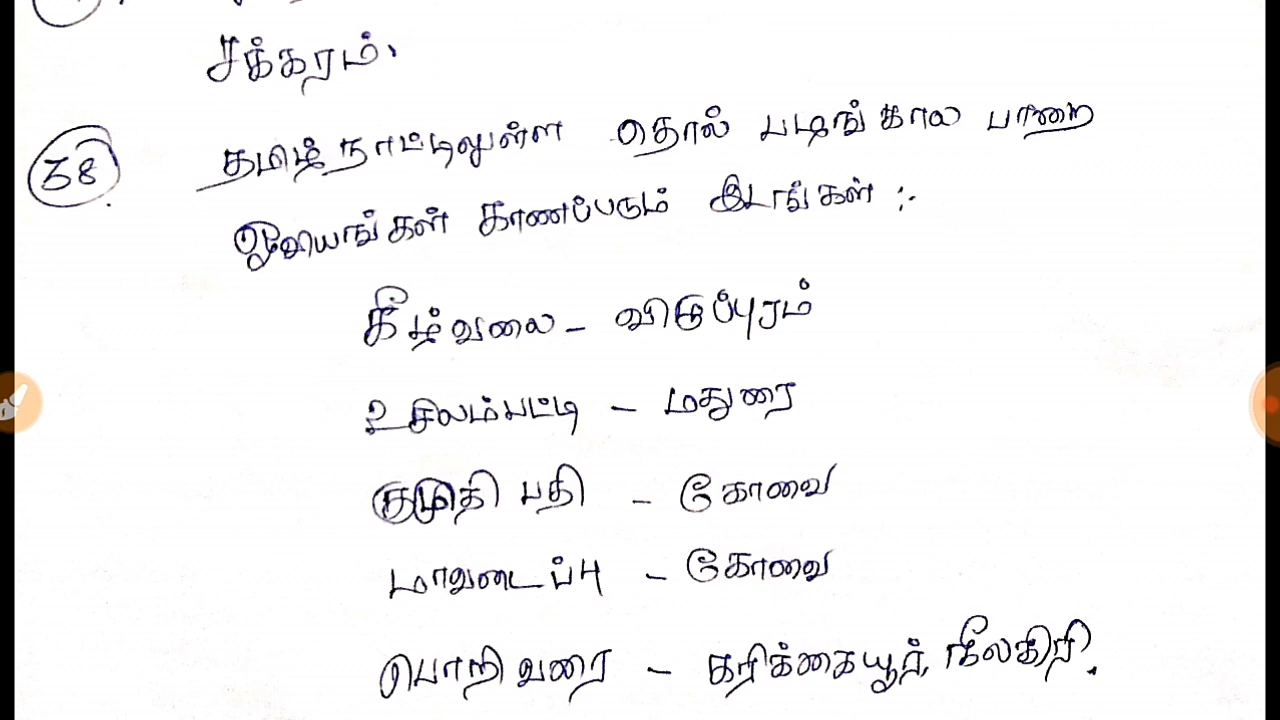 சக்கரம்.
38 தமிழ் நாட்டிலுள்ள தொல் படிங்கால பாறை
ஓவியங்கள் காணப்படும் இடங்கள் :-
கீழ்வலை - விழுப்புரம்
உசிலம்பட்டி - மதுரை
குமுதி பதி - கோவை
மாவடைப்பு - கோவை
பொறிவரை - கரிக்கையூர், நீலகிரி.